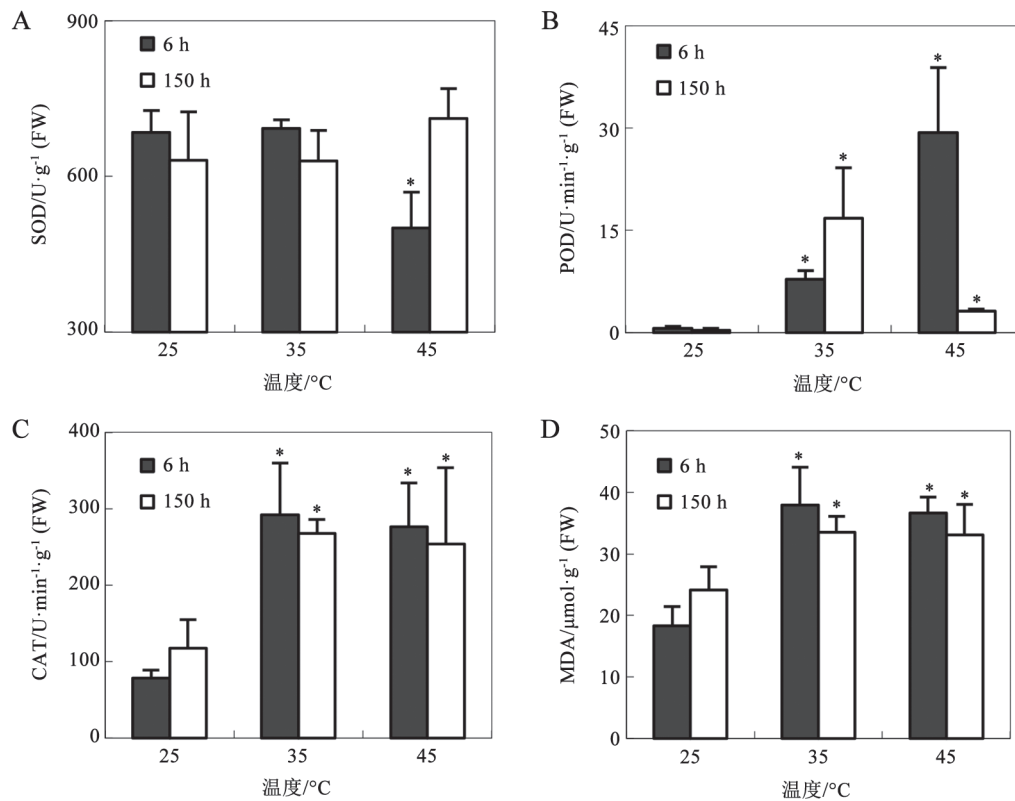 A
SOD/U·g⁻¹ (FW)
900
600
300
6 h
150 h
*
25 35 45
温度/°C
B
POD/U·min⁻¹·g⁻¹ (FW)
45
30
15
0
6 h
150 h
* * * *
25 35 45
温度/°C
C
CAT/U·min⁻¹·g⁻¹ (FW)
400
300
200
100
0
6 h
150 h
* * * *
25 35 45
温度/°C
D
MDA/μmol·g⁻¹ (FW)
50
40
30
20
10
0
6 h
150 h
* * * *
25 35 45
温度/°C